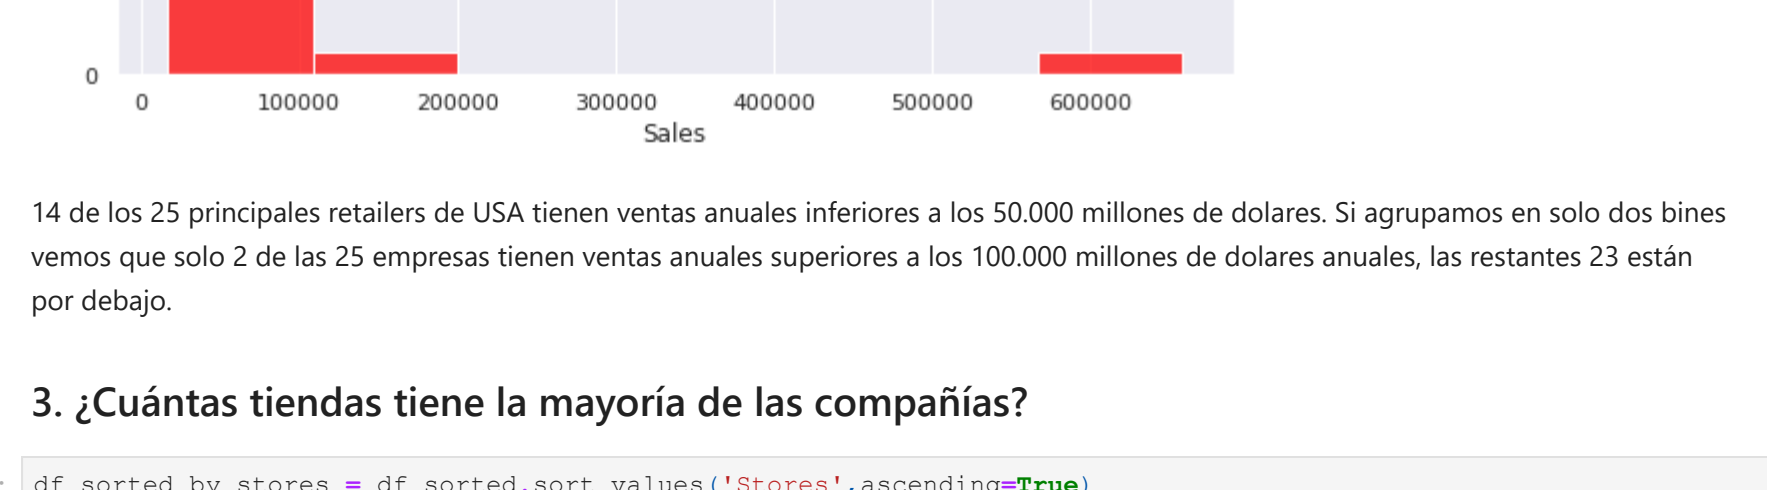 0
0 100000 200000 300000 400000 500000 600000
Sales
14 de los 25 principales retailers de USA tienen ventas anuales inferiores a los 50.000 millones de dolares. Si agrupamos en solo dos bines
vemos que solo 2 de las 25 empresas tienen ventas anuales superiores a los 100.000 millones de dolares anuales, las restantes 23 están
por debajo.
3. ¿Cuántas tiendas tiene la mayoría de las compañías?
df_sorted_by_stores = df_sorted.sort_values('Stores',ascending=True)